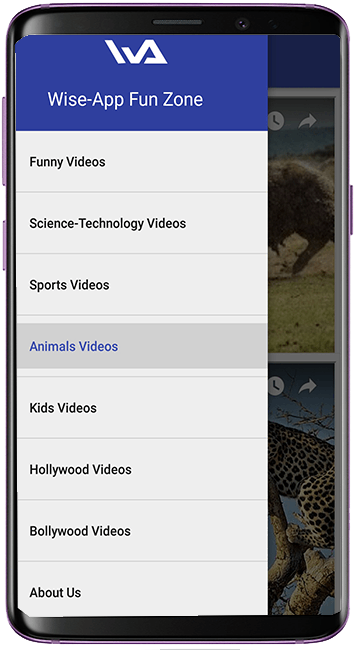 WA
Wise-App Fun Zone
Funny Videos
Science-Technology Videos
Sports Videos
Animals Videos
Kids Videos
Hollywood Videos
Bollywood Videos
About Us